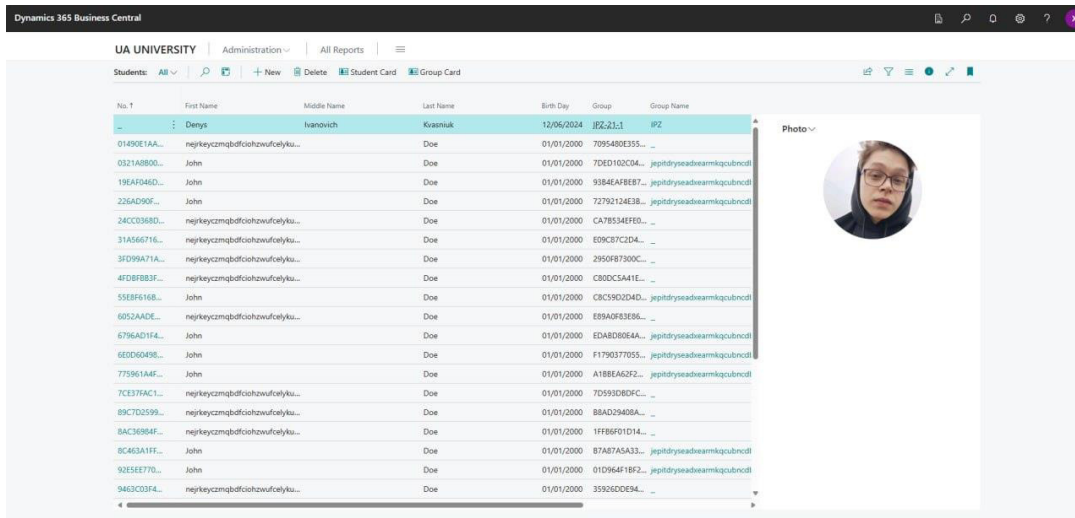 Dynamics 365 Business Central ?
UA UNIVERSITY Administration All Reports
Students: All + New Delete Student Card Group Card
No. ↑ First Name Middle Name Last Name Birth Day Group Group Name
_ Denys Ivanovich Kvasniuk 12/06/2024 IPZ-21-1 IPZ
Photo
01490E1AA... nejrkeyczmqbdfciohzwufcelyku... Doe 01/01/2000 7095480E355... _
0321A8B00... John Doe 01/01/2000 7DED102C04... jepitdryseadxearmkqcubncdl
19EAF046D... John Doe 01/01/2000 93B4EAFBEB7... jepitdryseadxearmkqcubncdl
226AD90F... John Doe 01/01/2000 72792124E3B... jepitdryseadxearmkqcubncdl
24CC0368D... nejrkeyczmqbdfciohzwufcelyku... Doe 01/01/2000 CA7B534EFE0... _
31A566716... nejrkeyczmqbdfciohzwufcelyku... Doe 01/01/2000 E09C87C2D4... _
3FD99A71A... nejrkeyczmqbdfciohzwufcelyku... Doe 01/01/2000 2950FB7300C... _
4FDBFBB3F... nejrkeyczmqbdfciohzwufcelyku... Doe 01/01/2000 C80DC5A41E... _
55EBF616B... John Doe 01/01/2000 CBC59D2D4D... jepitdryseadxearmkqcubncdl
6052AADE... nejrkeyczmqbdfciohzwufcelyku... Doe 01/01/2000 E89A0F83E86... _
6796AD1F4... John Doe 01/01/2000 EDABD80E4A... jepitdryseadxearmkqcubncdl
6E0D60498... John Doe 01/01/2000 F1790377055... jepitdryseadxearmkqcubncdl
775961A4F... John Doe 01/01/2000 A1BBEA62F2... jepitdryseadxearmkqcubncdl
7CE37FAC1... nejrkeyczmqbdfciohzwufcelyku... Doe 01/01/2000 7D593DBDFC... _
89C7D2599... nejrkeyczmqbdfciohzwufcelyku... Doe 01/01/2000 B8AD29408A... _
8AC36984F... nejrkeyczmqbdfciohzwufcelyku... Doe 01/01/2000 1FFB6F01D14... _
8C463A1FF... John Doe 01/01/2000 B7A87A5A33... jepitdryseadxearmkqcubncdl
92E5EE770... John Doe 01/01/2000 01D964F1BF2... jepitdryseadxearmkqcubncdl
9463C03F4... nejrkeyczmqbdfciohzwufcelyku... Doe 01/01/2000 35926DDE94... _